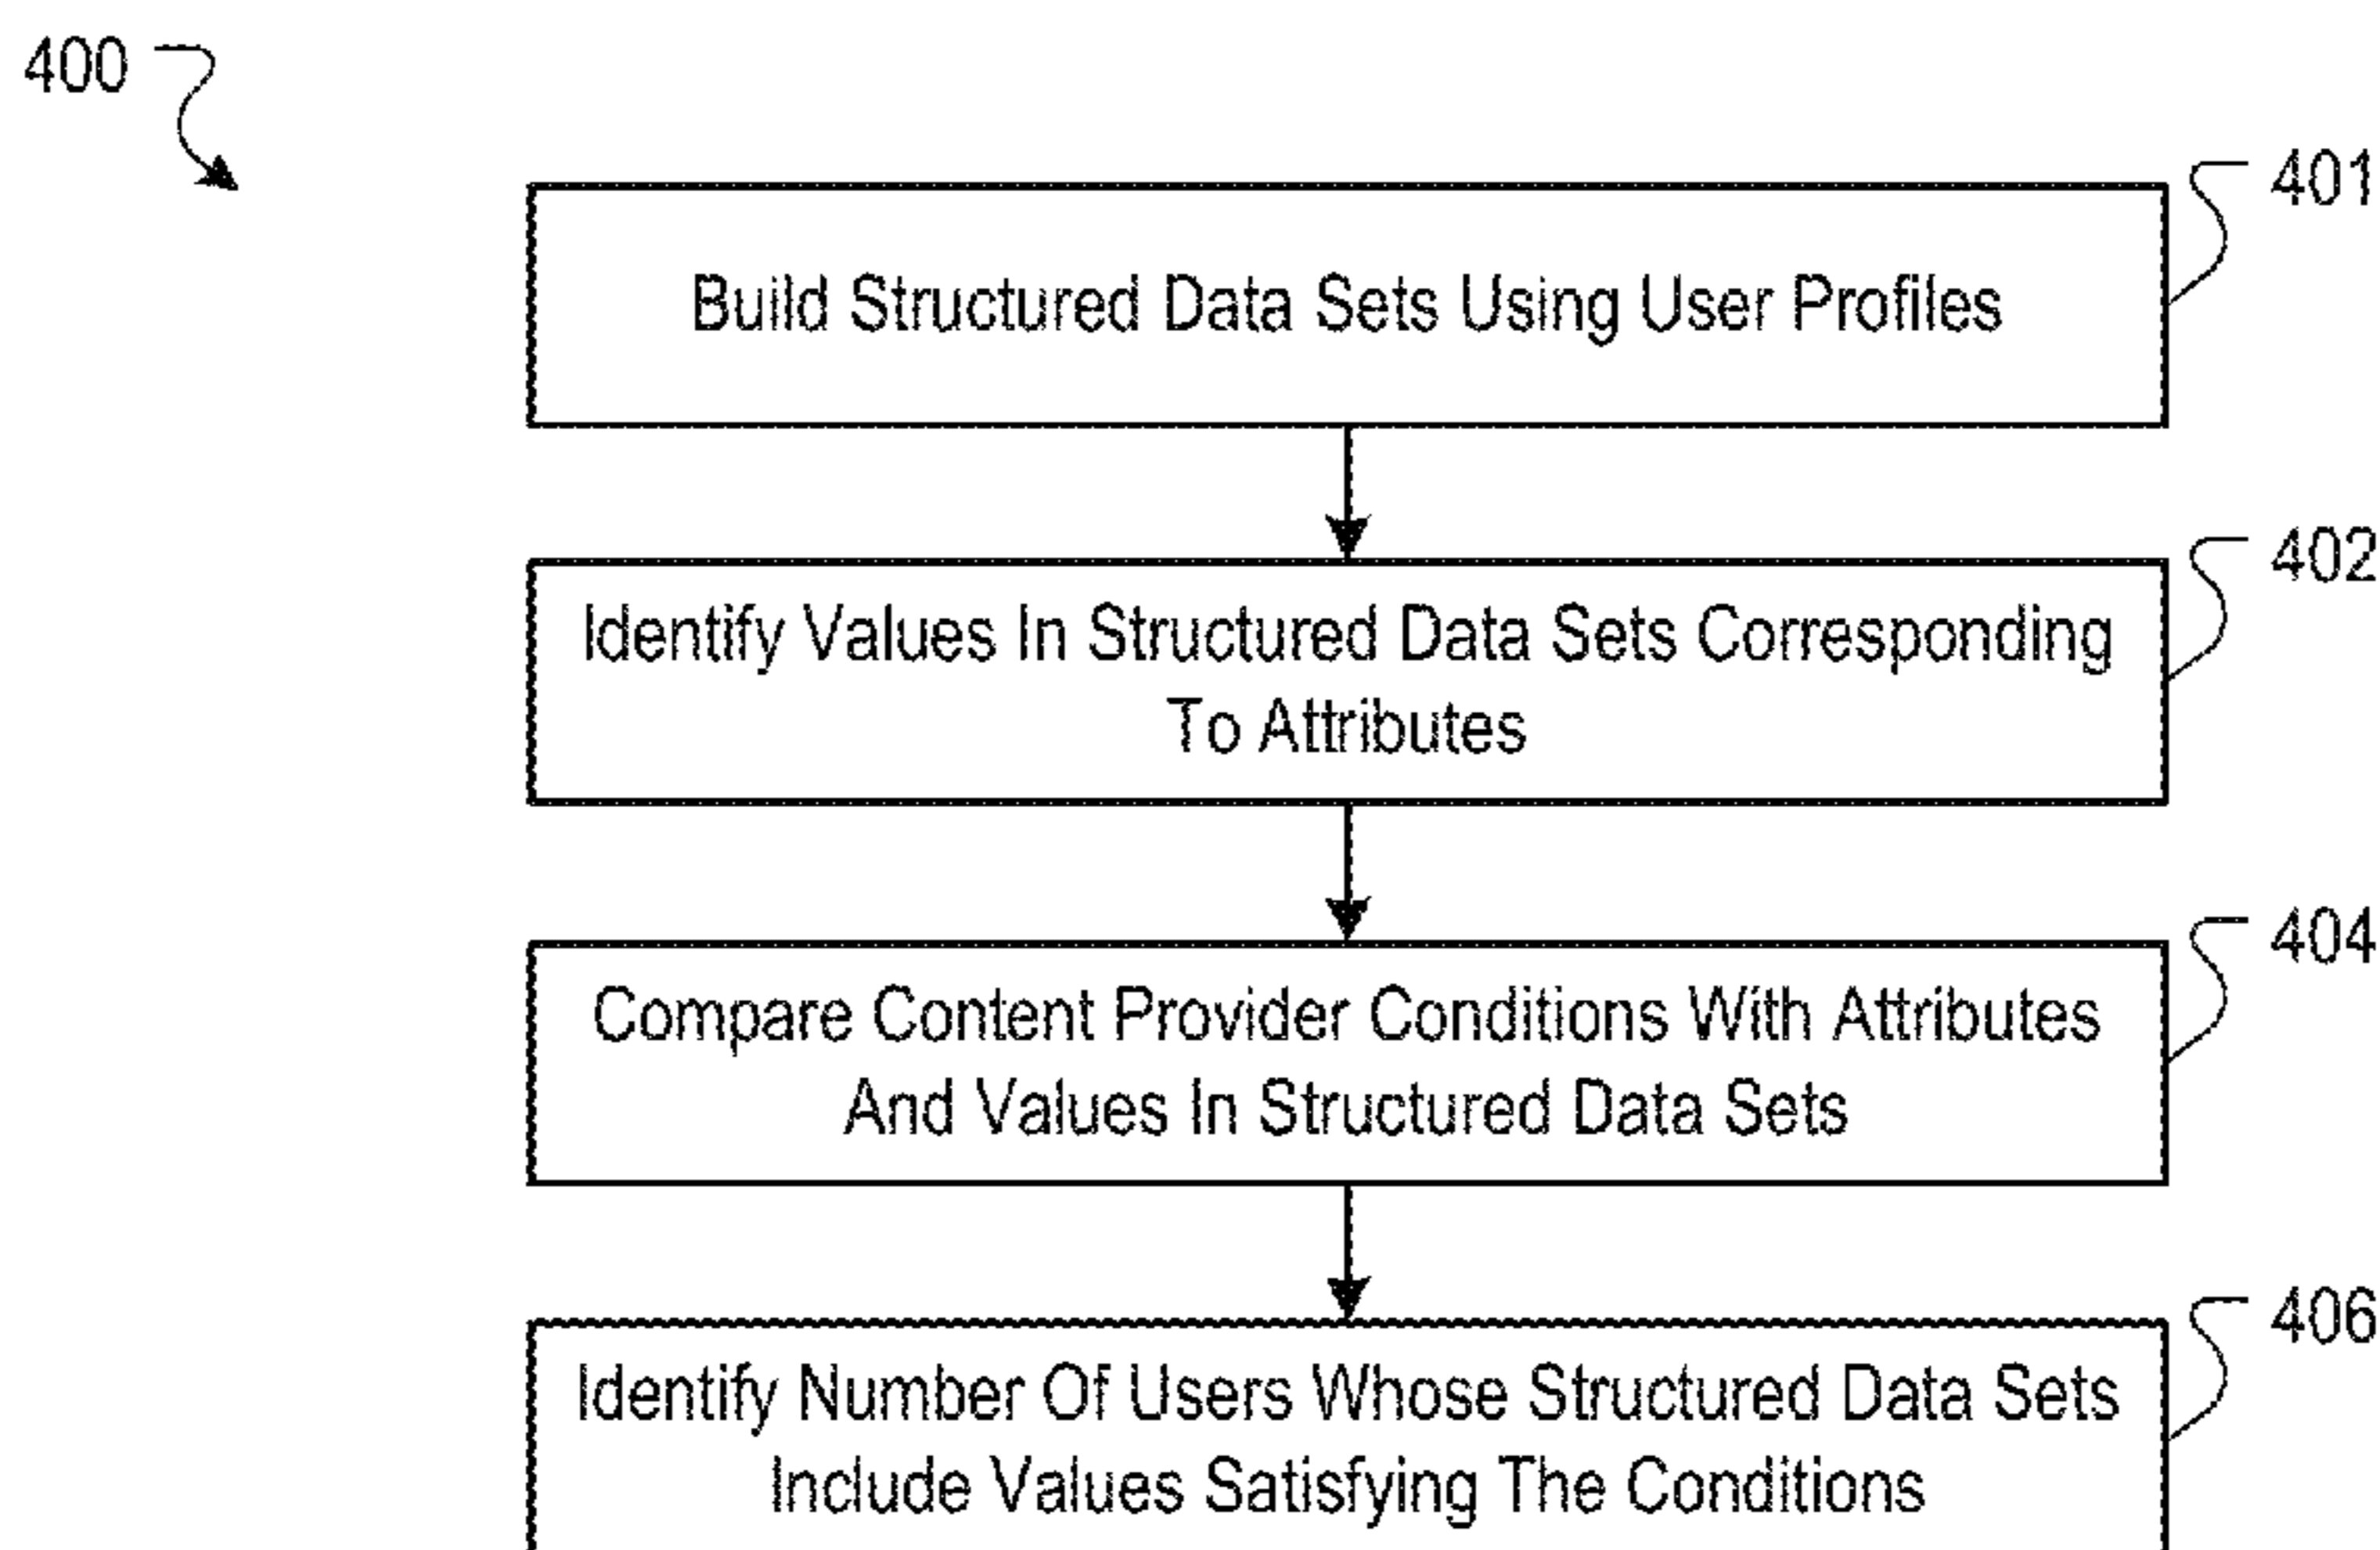 400
401
Build Structured Data Sets Using User Profiles
402
Identify Values In Structured Data Sets Corresponding
To Attributes
404
Compare Content Provider Conditions With Attributes
And Values In Structured Data Sets
406
Identify Number Of Users Whose Structured Data Sets
Include Values Satisfying The Conditions